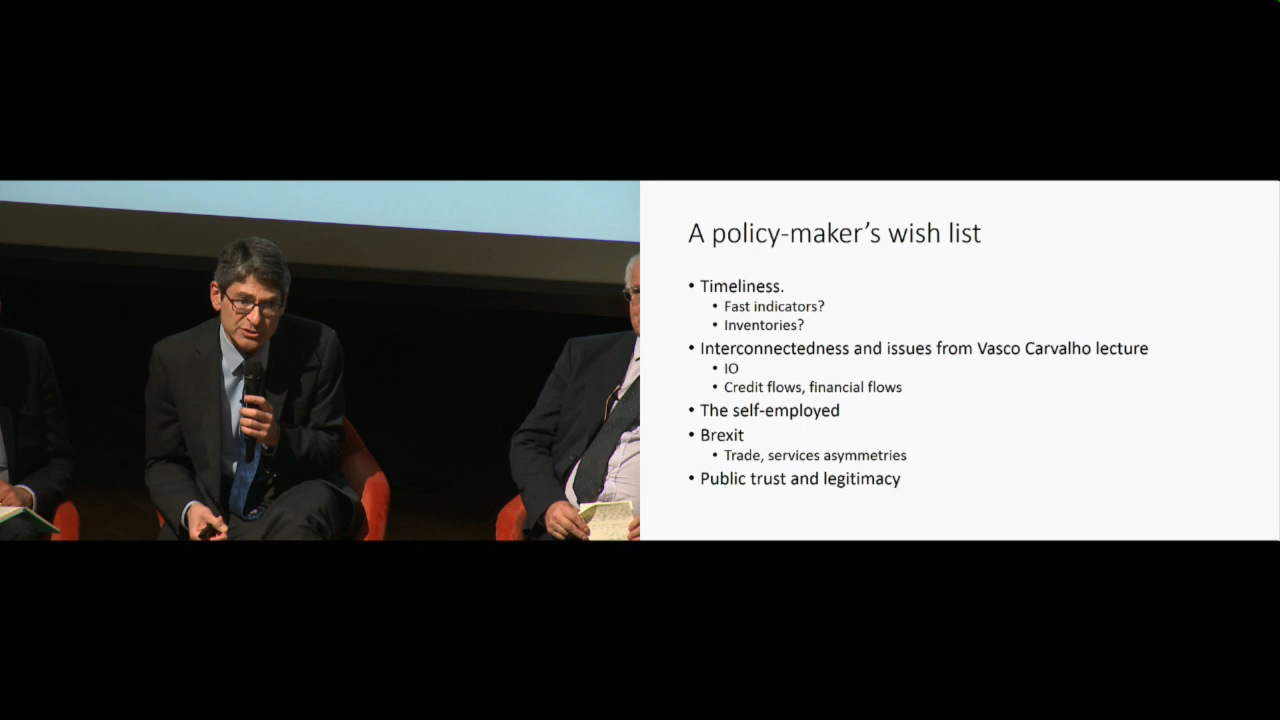 A policy-maker’s wish list
• Timeliness.
• Fast indicators?
• Inventories?
• Interconnectedness and issues from Vasco Carvalho lecture
• IO
• Credit flows, financial flows
• The self-employed
• Brexit
• Trade, services asymmetries
• Public trust and legitimacy